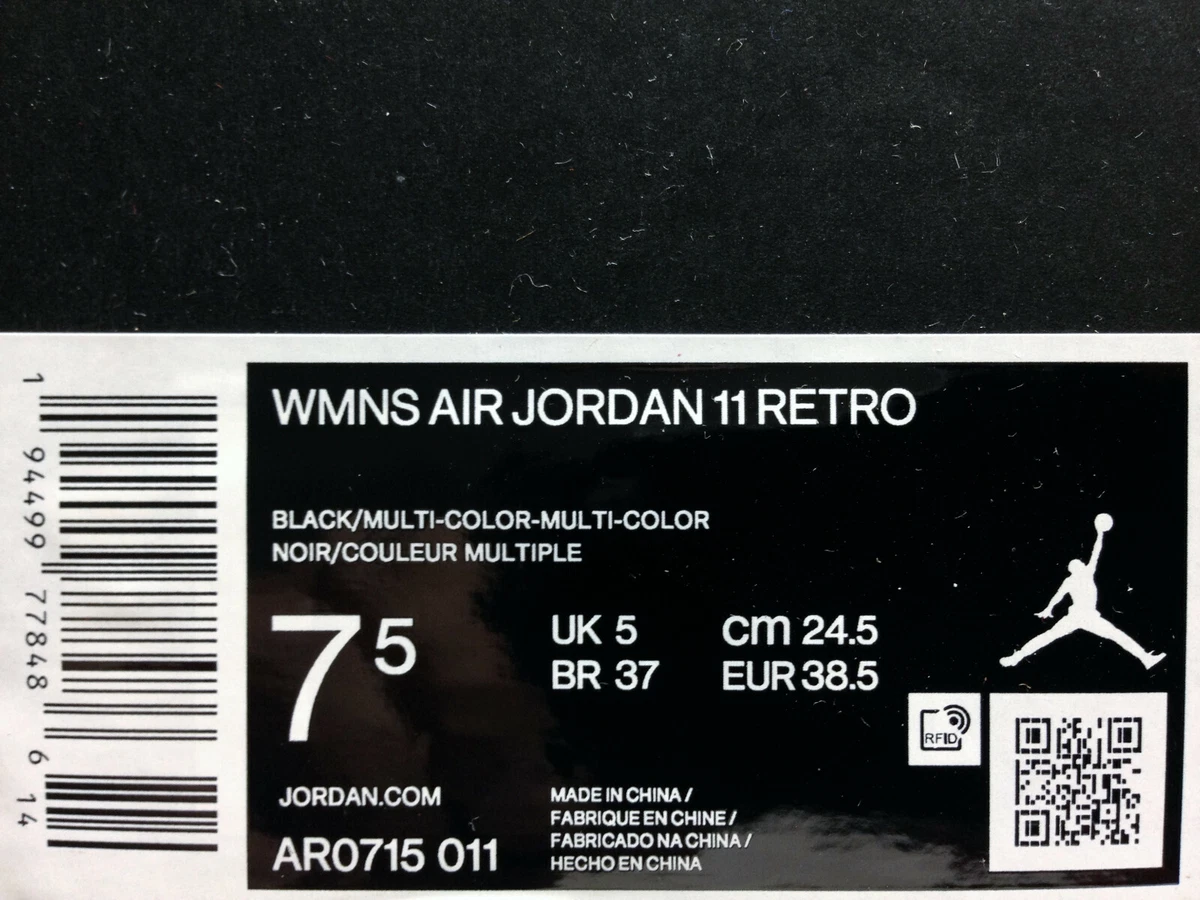 WMNS AIR JORDAN 11 RETRO
BLACK/MULTI-COLOR-MULTI-COLOR
NOIR/COULEUR MULTIPLE
7 5
UK 5
BR 37
cm 24.5
EUR 38.5
RFID
JORDAN.COM
AR0715 011
MADE IN CHINA /
FABRIQUE EN CHINE /
FABRICADO NA CHINA /
HECHO EN CHINA
1 94499 77848 6 14